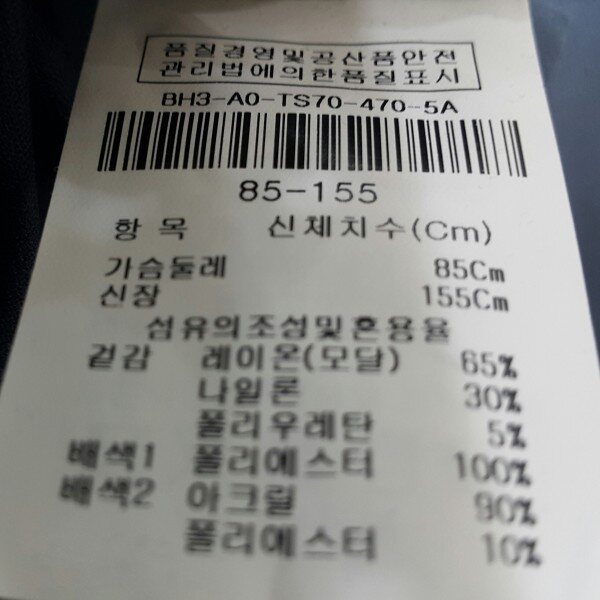 품질경영및공산품안전
관리법에의한품질표시
BH3-A0-TS70-470-5A
85-155
항 목 신체치수(Cm)
가슴둘레 85Cm
신장 155Cm
섬유의조성및혼용율
겉감 레이온(모달) 65%
나일론 30%
폴리우레탄 5%
배색1 폴리에스터 100%
배색2 아크릴 90%
폴리에스터 10%